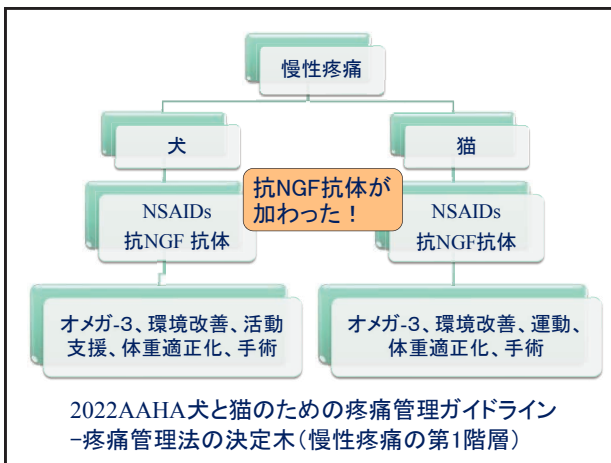 慢性疼痛
犬
猫
抗NGF抗体が
加わった！
NSAIDs
抗NGF 抗体
NSAIDs
抗NGF抗体
オメガ-3、環境改善、活動
支援、体重適正化、手術
オメガ-3、環境改善、運動、
体重適正化、手術
2022AAHA犬と猫のための疼痛管理ガイドライン
-疼痛管理法の決定木（慢性疼痛の第1階層）